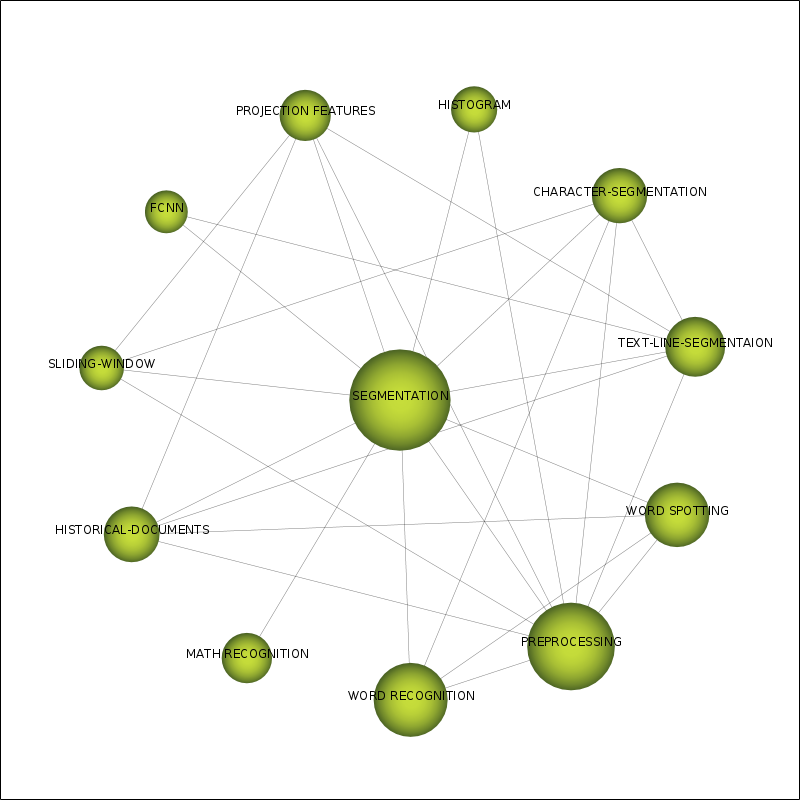 HISTOGRAM
PROJECTION FEATURES
CHARACTER-SEGMENTATION
FCNN
TEXT-LINE-SEGMENTAION
SLIDING-WINDOW
SEGMENTATION
WORD SPOTTING
HISTORICAL-DOCUMENTS
PREPROCESSING
MATH RECOGNITION
WORD RECOGNITION